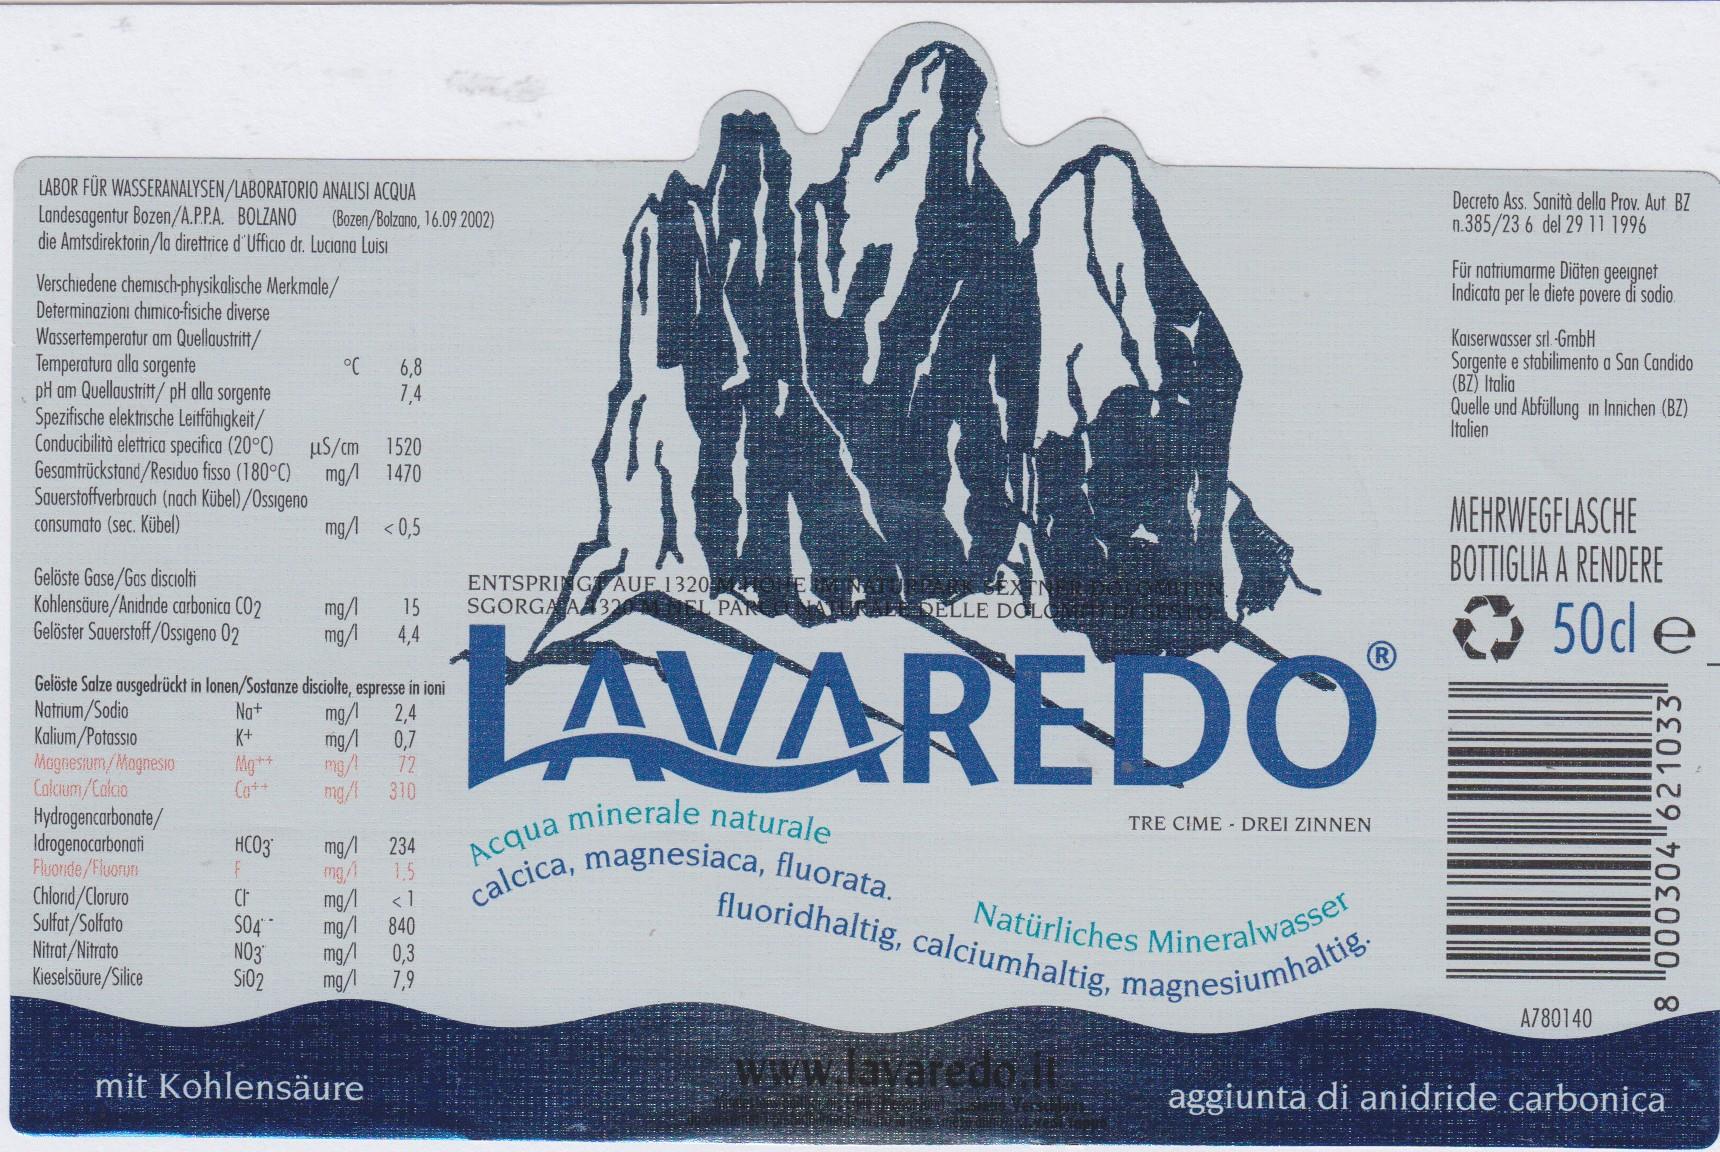 LABOR FÜR WASSERANALYSEN/LABORATORIO ANALISI ACQUA
Landesagentur Bozen/A.P.P.A. BOLZANO (Bozen/Bolzano, 16.09.2002)
die Amtsdirektorin/la direttrice d'Ufficio dr. Luciana Luisi
Verschiedene chemisch-physikalische Merkmale/
Determinazioni chimico-fisiche diverse
Wassertemperatur am Quellaustritt/
Temperatura alla sorgente °C 6,8
pH am Quellaustritt/ pH alla sorgente 7,4
Spezifische elektrische Leitfähigkeit/
Conducibilità elettrica specifica (20°C) µS/cm 1520
Gesamtrückstand/Residuo fisso (180°C) mg/l 1470
Sauerstoffverbrauch (nach Kübel)/Ossigeno
consumato (sec. Kübel) mg/l < 0,5
Gelöste Gase/Gas disciolti
Kohlensäure/Anidride carbonica CO2 mg/l 15
Gelöster Sauerstoff/Ossigeno O2 mg/l 4,4
Gelöste Salze ausgedrückt in Ionen/Sostanze disciolte, espresse in ioni
Natrium/Sodio Na+ mg/l 2,4
Kalium/Potassio K+ mg/l 0,7
Magnesium/Magnesio Mg++ mg/l 72
Calcium/Calcio Ca++ mg/l 310
Hydrogencarbonate/
Idrogenocarbonati HCO3- mg/l 234
Fluoride/Fluoruri F mg/l 1,5
Chlorid/Cloruro Cl- mg/l < 1
Sulfat/Solfato SO4-- mg/l 840
Nitrat/Nitrato NO3- mg/l 0,3
Kieselsäure/Silice SiO2 mg/l 7,9
mit Kohlensäure
ENTSPRINGT AUF 1320 M HÖHE IM NATURPARK SEXTNER DOLOMITEN.
SGORGA A 1320 M NEL PARCO NATURALE DELLE DOLOMITI DI SESTO.
LAVAREDO®
TRE CIME - DREI ZINNEN
Acqua minerale naturale
calcica, magnesiaca, fluorata.
Natürliches Mineralwasser
fluoridhaltig, calciumhaltig, magnesiumhaltig.
www.lavaredo.it
Decreto Ass. Sanità della Prov. Aut BZ
n.385/23 6 del 29 11 1996
Für natriumarme Diäten geeignet
Indicata per le diete povere di sodio.
Kaiserwasser srl.-GmbH
Sorgente e stabilimento a San Candido
(BZ) Italia
Quelle und Abfüllung in Innichen (BZ)
Italien
MEHRWEGFLASCHE
BOTTIGLIA A RENDERE
50cl e
8 000304 621033
A780140
aggiunta di anidride carbonica